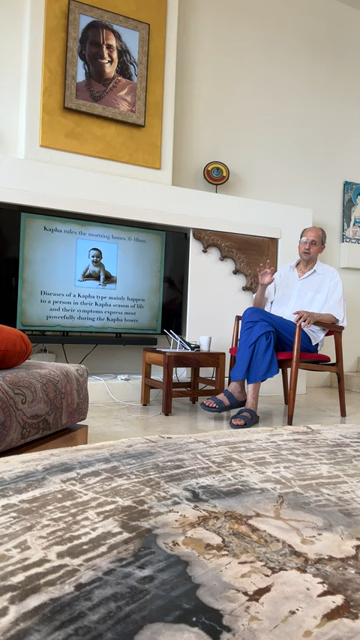 Kapha rules the morning hours (6-10am.
Diseases of a Kapha type mainly happen
to a person in their Kapha season of life
and their symptoms express most
powerfully during the Kapha hours.